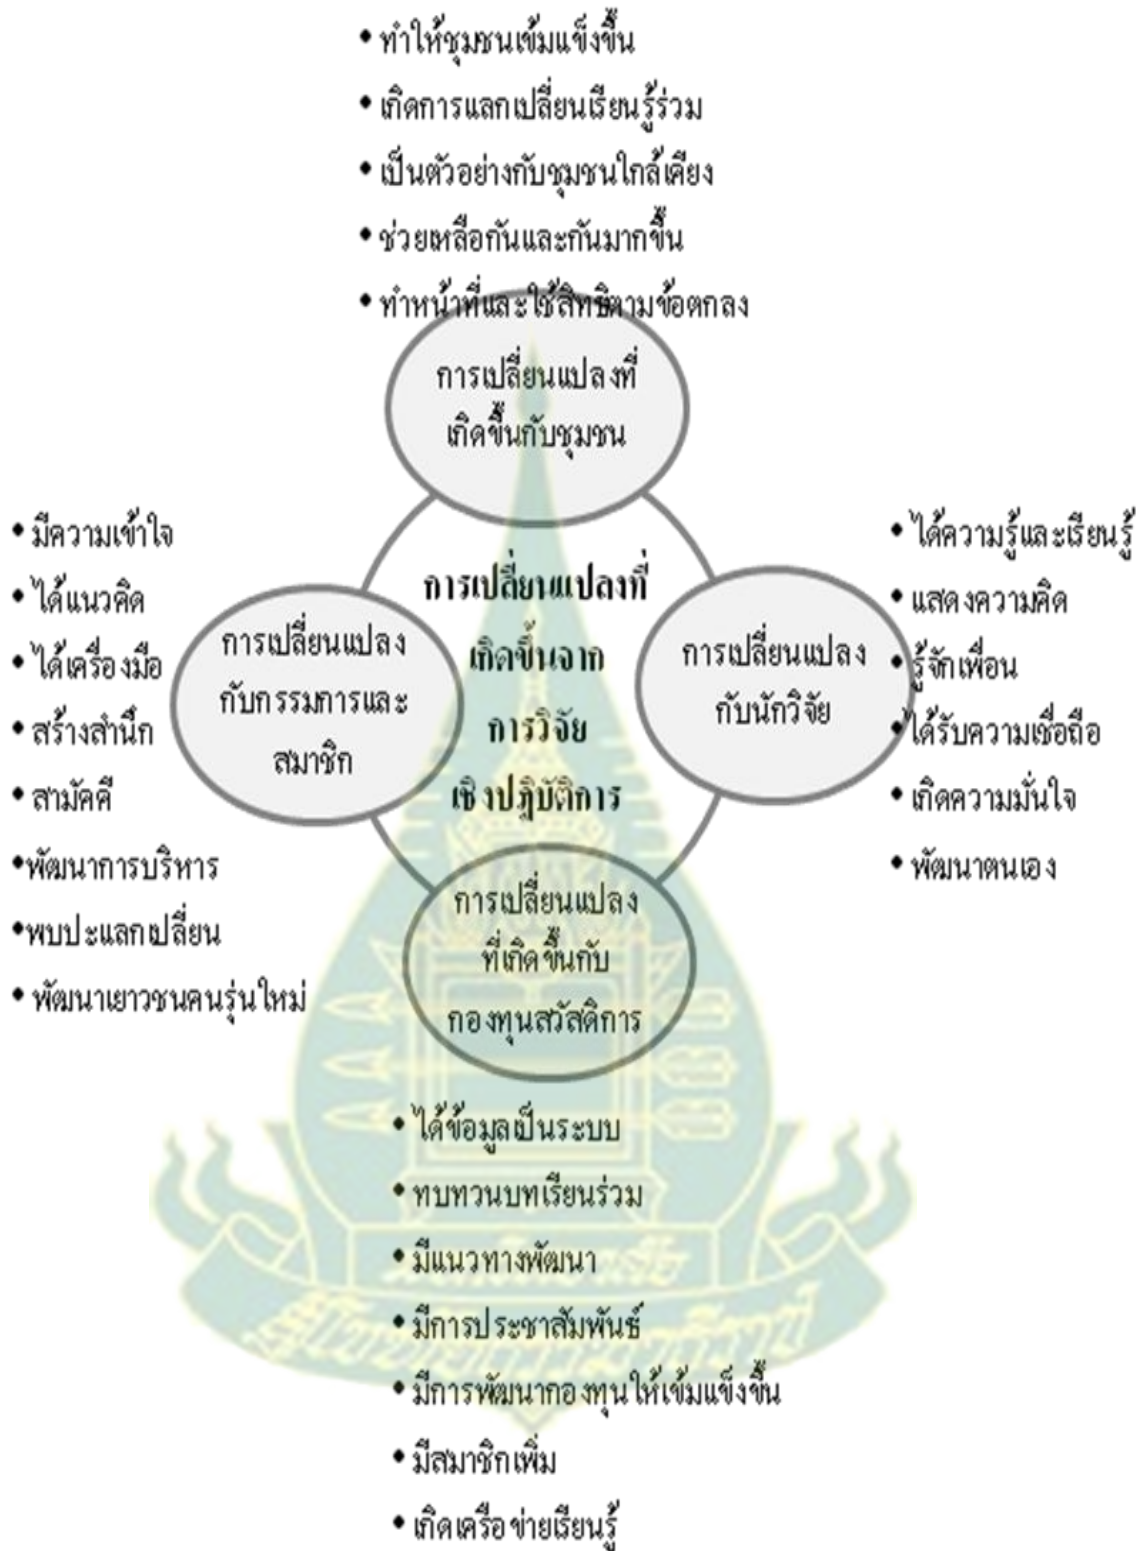 • ทำให้ชุมชนเข้มแข็งขึ้น
• เกิดการแลกเปลี่ยนเรียนรู้ร่วม
• เป็นตัวอย่างกับชุมชนใกล้เคียง
• ช่วยเหลือกันและกันมากขึ้น
• ทำหน้าที่และใช้สิทธิตามข้อตกลง
การเปลี่ยนแปลงที่
เกิดขึ้นกับชุมชน
• มีความเข้าใจ
• ได้แนวคิด
• ได้เครื่องมือ
• สร้างสำนึก
• สามัคคี
•พัฒนาการบริหาร
•พบปะแลกเปลี่ยน
• พัฒนาเยาวชนคนรุ่นใหม่
การเปลี่ยนแปลง
กับกรรมการและ
สมาชิก
การเปลี่ยนแปลงที่
เกิดขึ้นจาก
การวิจัย
เชิงปฏิบัติการ
การเปลี่ยนแปลง
กับนักวิจัย
• ได้ความรู้และเรียนรู้
• แสดงความคิด
•รู้จักเพื่อน
•ได้รับความเชื่อถือ
• เกิดความมั่นใจ
• พัฒนาตนเอง
การเปลี่ยนแปลง
ที่เกิดขึ้นกับ
กองทุนสวัสดิการ
• ได้ข้อมูลเป็นระบบ
• ทบทวนบทเรียนร่วม
• มีแนวทางพัฒนา
• มีการประชาสัมพันธ์
• มีการพัฒนากองทุนให้เข้มแข็งขึ้น
• มีสมาชิกเพิ่ม
• เกิดเครือข่ายเรียนรู้
มหาวิทยาลัย
สุโขทัยธรรมาธิราช